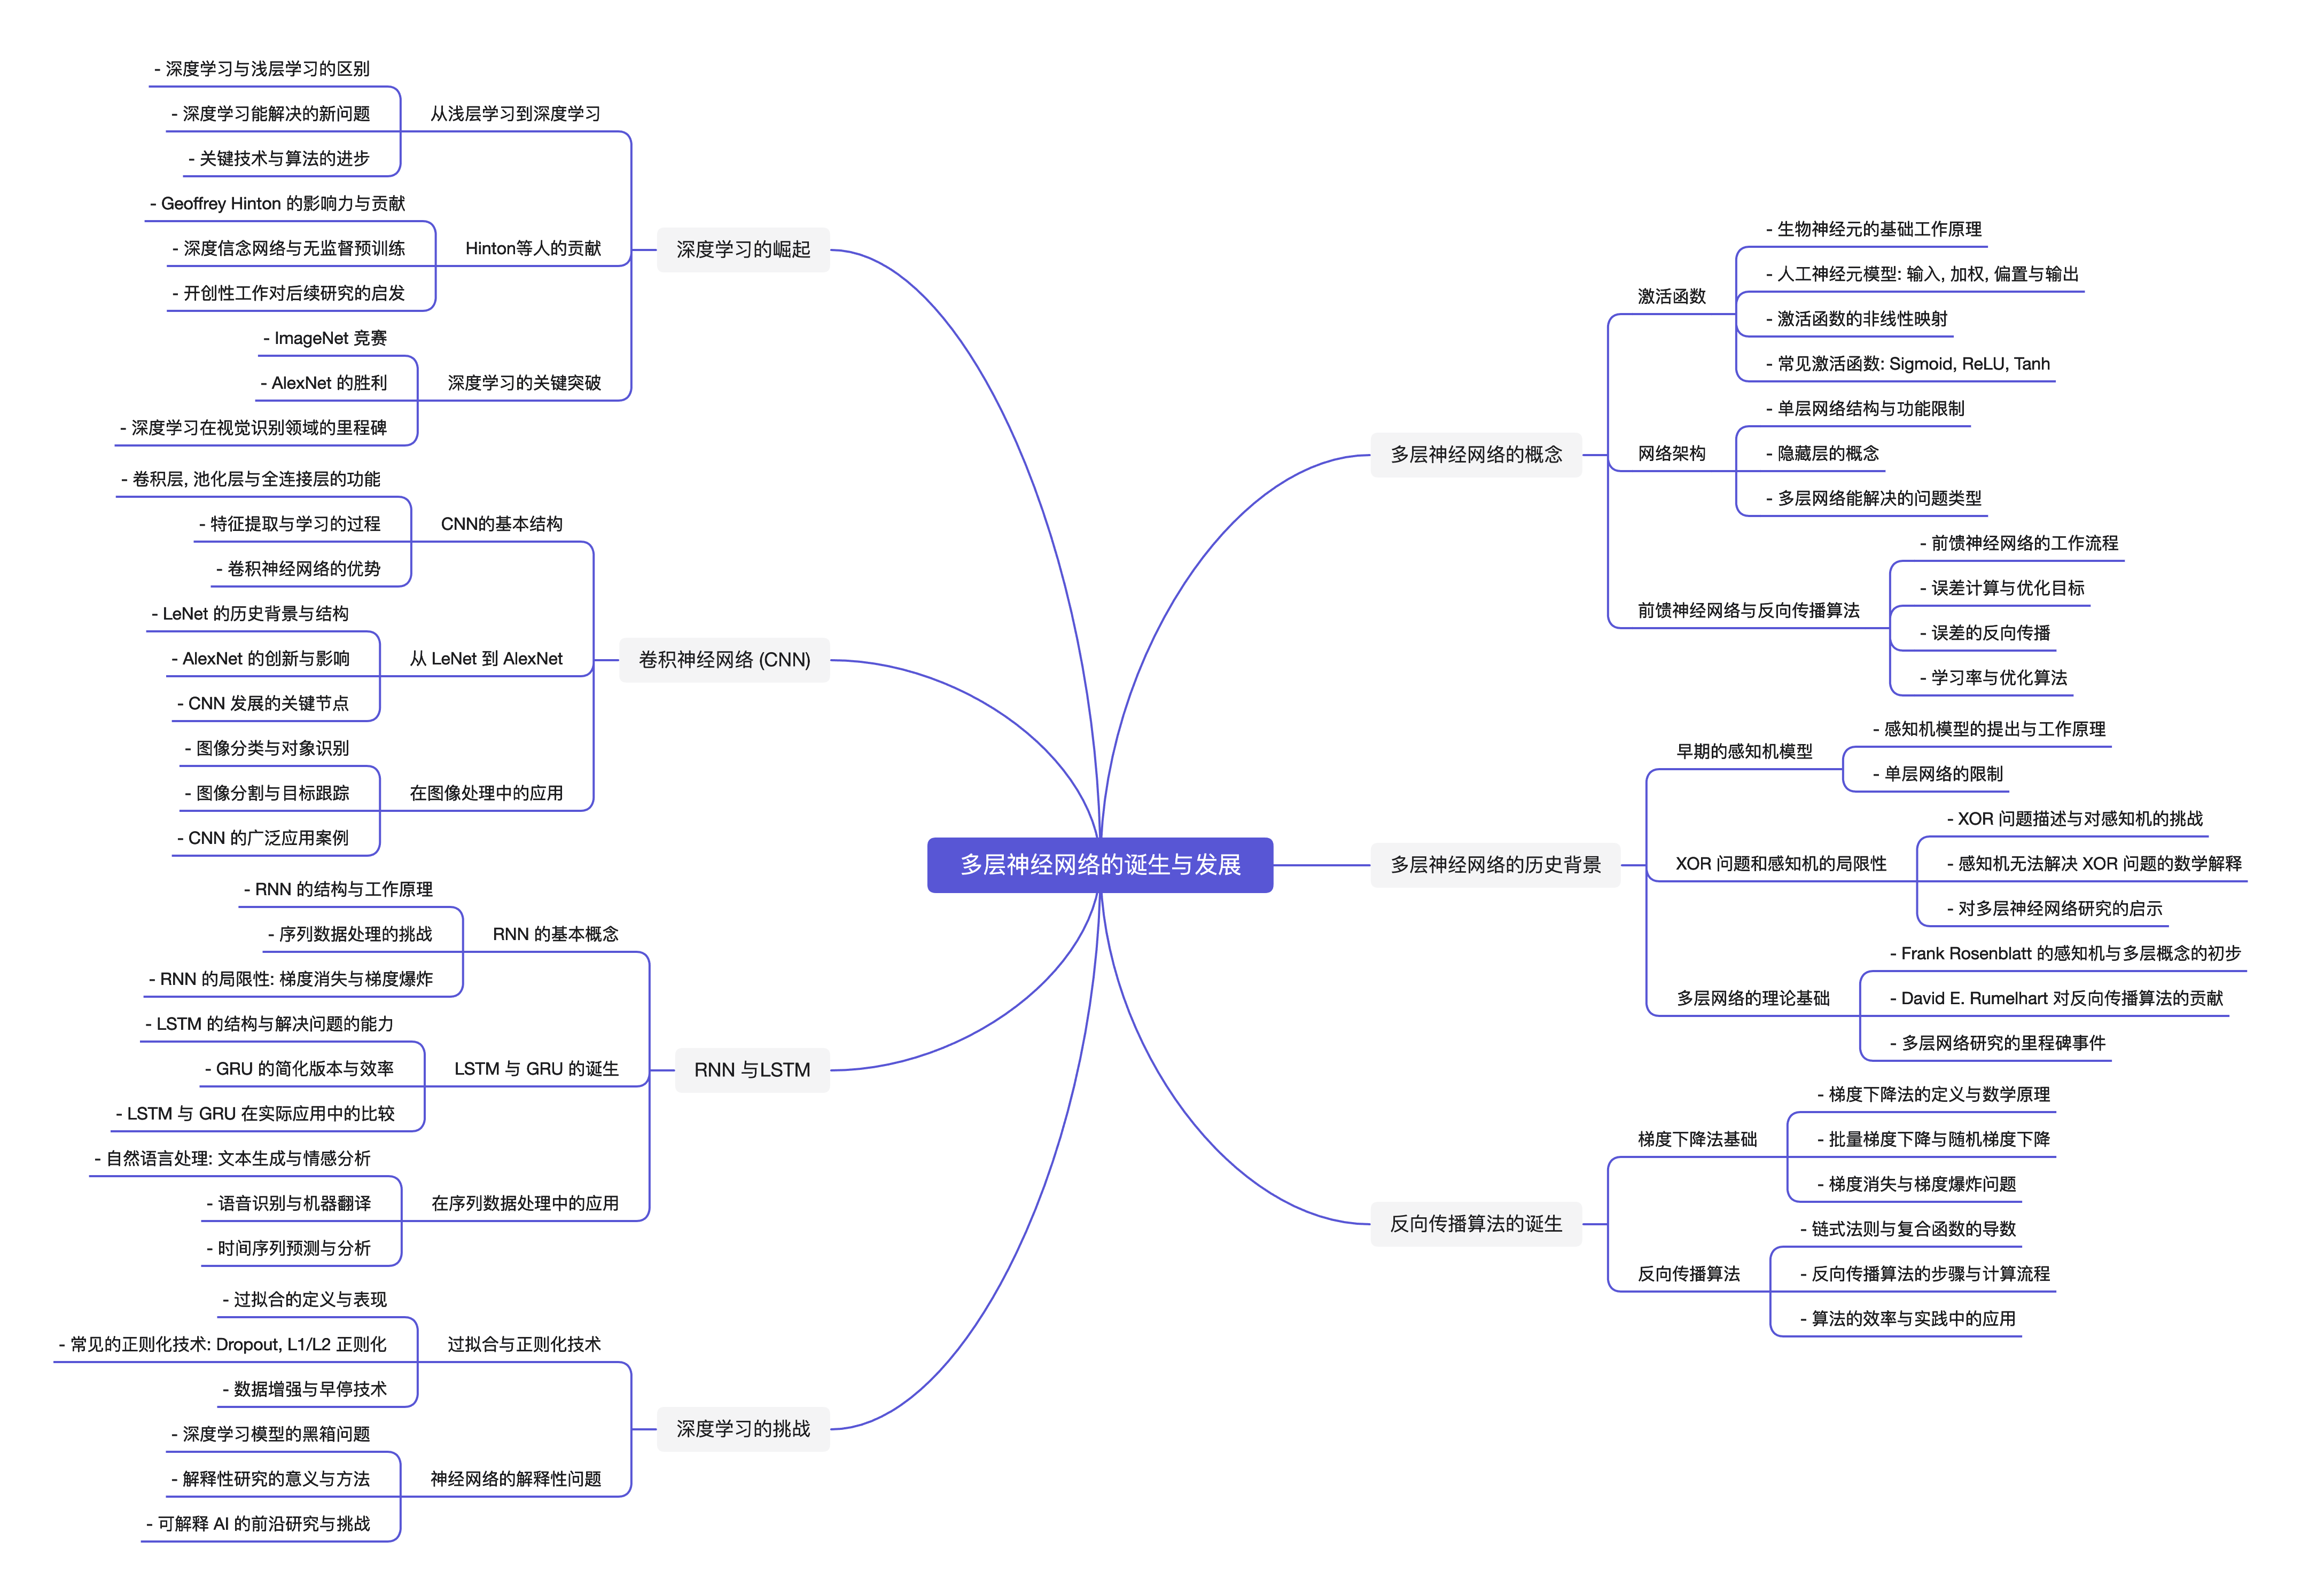 多层神经网络的诞生与发展
多层神经网络的概念
激活函数
- 生物神经元的基础工作原理
- 人工神经元模型: 输入, 加权, 偏置与输出
- 激活函数的非线性映射
- 常见激活函数: Sigmoid, ReLU, Tanh
网络架构
- 单层网络结构与功能限制
- 隐藏层的概念
- 多层网络能解决的问题类型
前馈神经网络与反向传播算法
- 前馈神经网络的工作流程
- 误差计算与优化目标
- 误差的反向传播
- 学习率与优化算法
多层神经网络的历史背景
早期的感知机模型
- 感知机模型的提出与工作原理
- 单层网络的限制
XOR 问题和感知机的局限性
- XOR 问题描述与对感知机的挑战
- 感知机无法解决 XOR 问题的数学解释
- 对多层神经网络研究的启示
多层网络的理论基础
- Frank Rosenblatt 的感知机与多层概念的初步
- David E. Rumelhart 对反向传播算法的贡献
- 多层网络研究的里程碑事件
反向传播算法的诞生
梯度下降法基础
- 梯度下降法的定义与数学原理
- 批量梯度下降与随机梯度下降
- 梯度消失与梯度爆炸问题
反向传播算法
- 链式法则与复合函数的导数
- 反向传播算法的步骤与计算流程
- 算法的效率与实践中的应用
深度学习的崛起
从浅层学习到深度学习
- 深度学习与浅层学习的区别
- 深度学习能解决的新问题
- 关键技术与算法的进步
Hinton等人的贡献
- Geoffrey Hinton 的影响力与贡献
- 深度信念网络与无监督预训练
- 开创性工作对后续研究的启发
深度学习的关键突破
- ImageNet 竞赛
- AlexNet 的胜利
- 深度学习在视觉识别领域的里程碑
卷积神经网络 (CNN)
CNN的基本结构
- 卷积层, 池化层与全连接层的功能
- 特征提取与学习的过程
- 卷积神经网络的优势
从 LeNet 到 AlexNet
- LeNet 的历史背景与结构
- AlexNet 的创新与影响
- CNN 发展的关键节点
在图像处理中的应用
- 图像分类与对象识别
- 图像分割与目标跟踪
- CNN 的广泛应用案例
RNN 与LSTM
RNN 的基本概念
- RNN 的结构与工作原理
- 序列数据处理的挑战
- RNN 的局限性: 梯度消失与梯度爆炸
LSTM 与 GRU 的诞生
- LSTM 的结构与解决问题的能力
- GRU 的简化版本与效率
- LSTM 与 GRU 在实际应用中的比较
在序列数据处理中的应用
- 自然语言处理: 文本生成与情感分析
- 语音识别与机器翻译
- 时间序列预测与分析
深度学习的挑战
过拟合与正则化技术
- 过拟合的定义与表现
- 常见的正则化技术: Dropout, L1/L2 正则化
- 数据增强与早停技术
神经网络的解释性问题
- 深度学习模型的黑箱问题
- 解释性研究的意义与方法
- 可解释 AI 的前沿研究与挑战